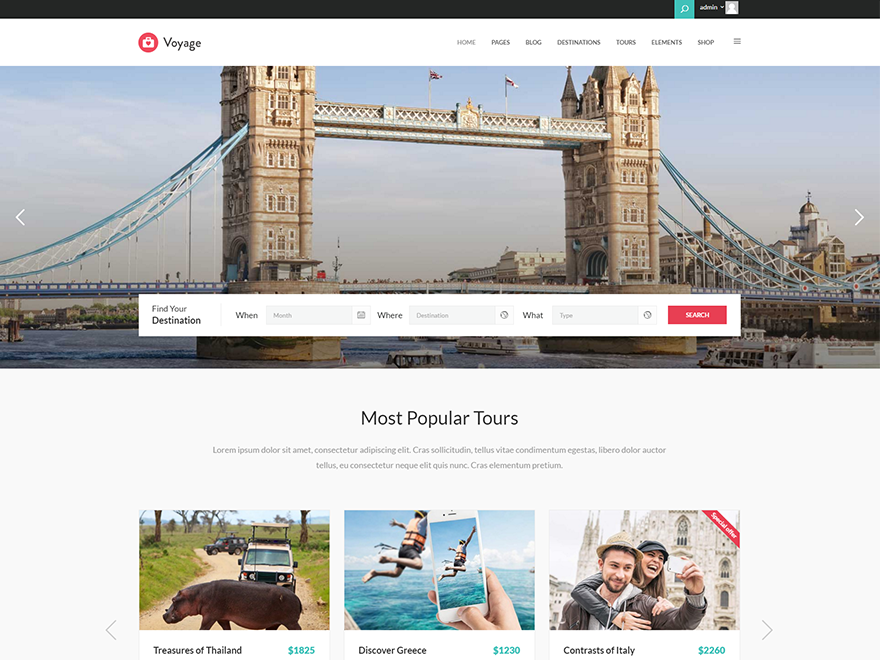 admin
Voyage
HOME PAGES BLOG DESTINATIONS TOURS ELEMENTS SHOP
Find Your
Destination
When Month Where Destination What Type SEARCH
Most Popular Tours
Lorem ipsum dolor sit amet, consectetur adipiscing elit. Cras sollicitudin, tellus vitae condimentum egestas, libero dolor auctor
tellus, eu consectetur neque elit quis nunc. Cras elementum pretium.
Special offer
Treasures of Thailand $1825
Discover Greece $1230
Contrasts of Italy $2260